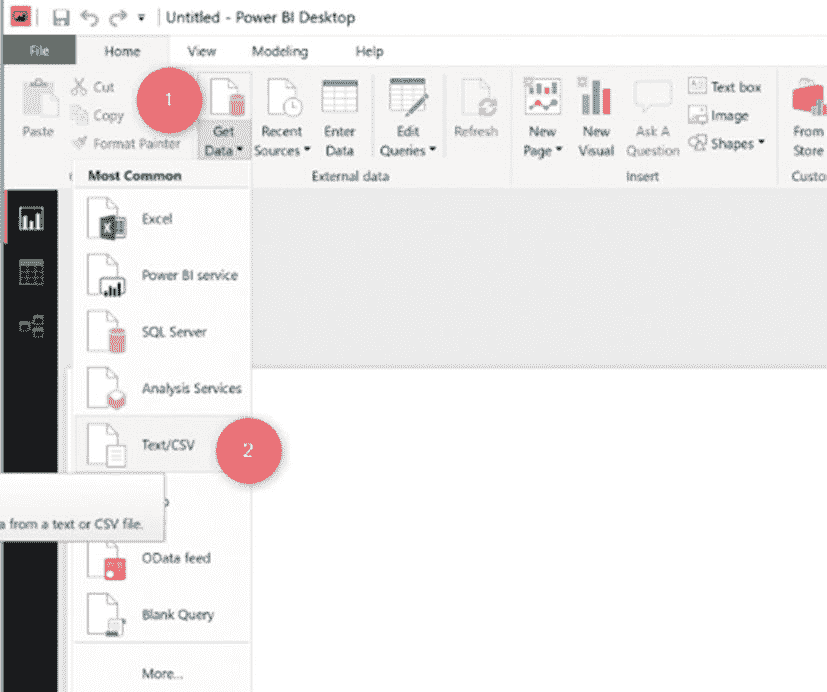 Untitled - Power BI Desktop
File Home View Modeling Help
Cut
Copy
Format Painter
Paste
1
Get Data
Recent Sources
Enter Data
Edit Queries
Refresh
New Page
New Visual
Ask A Question
Text box
Image
Shapes
From Store
External data
Insert
Custo
Most Common
Excel
Power BI service
SQL Server
Analysis Services
Text/CSV
2
a from a text or CSV file.
OData feed
Blank Query
More...